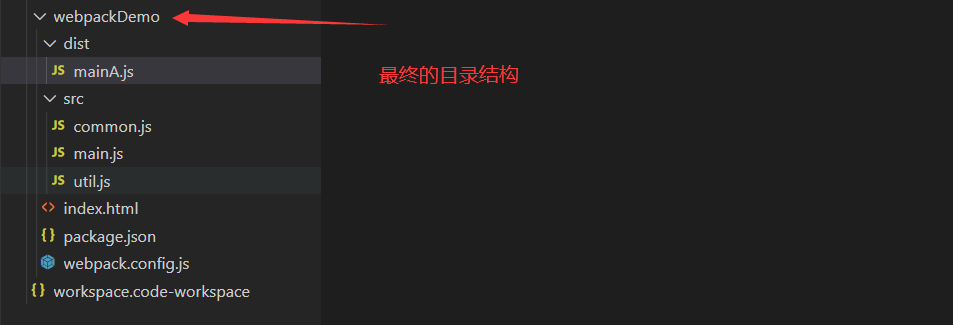 webpackDemo
dist
JS mainA.js
最终的目录结构
src
JS common.js
JS main.js
JS util.js
<> index.html
{} package.json
webpack.config.js
{} workspace.code-workspace